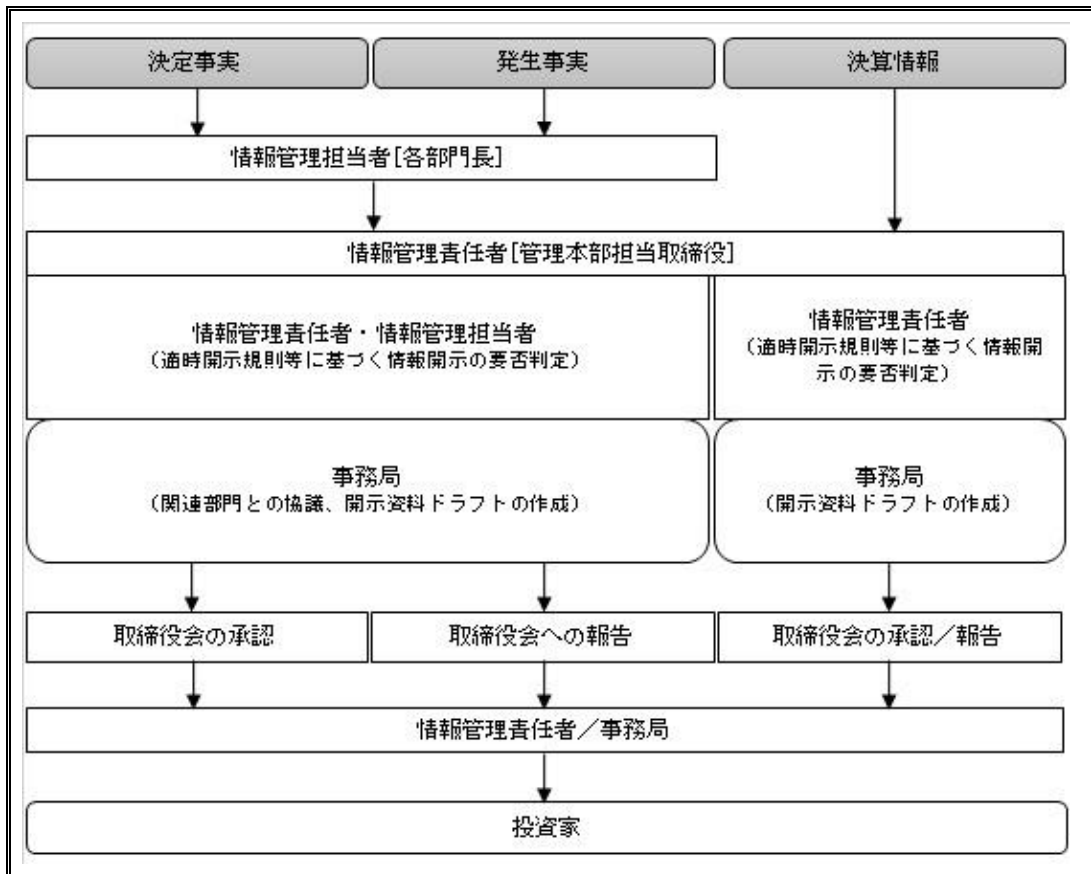 決定事実
発生事実
決算情報
情報管理担当者[各部門長]
情報管理責任者[管理本部担当取締役]
情報管理責任者・情報管理担当者
（適時開示規則等に基づく情報開示の要否判定）
情報管理責任者
（適時開示規則等に基づく情報開
示の要否判定）
事務局
（関連部門との協議、開示資料ドラフトの作成）
事務局
（開示資料ドラフトの作成）
取締役会の承認
取締役会への報告
取締役会の承認／報告
情報管理責任者／事務局
投資家